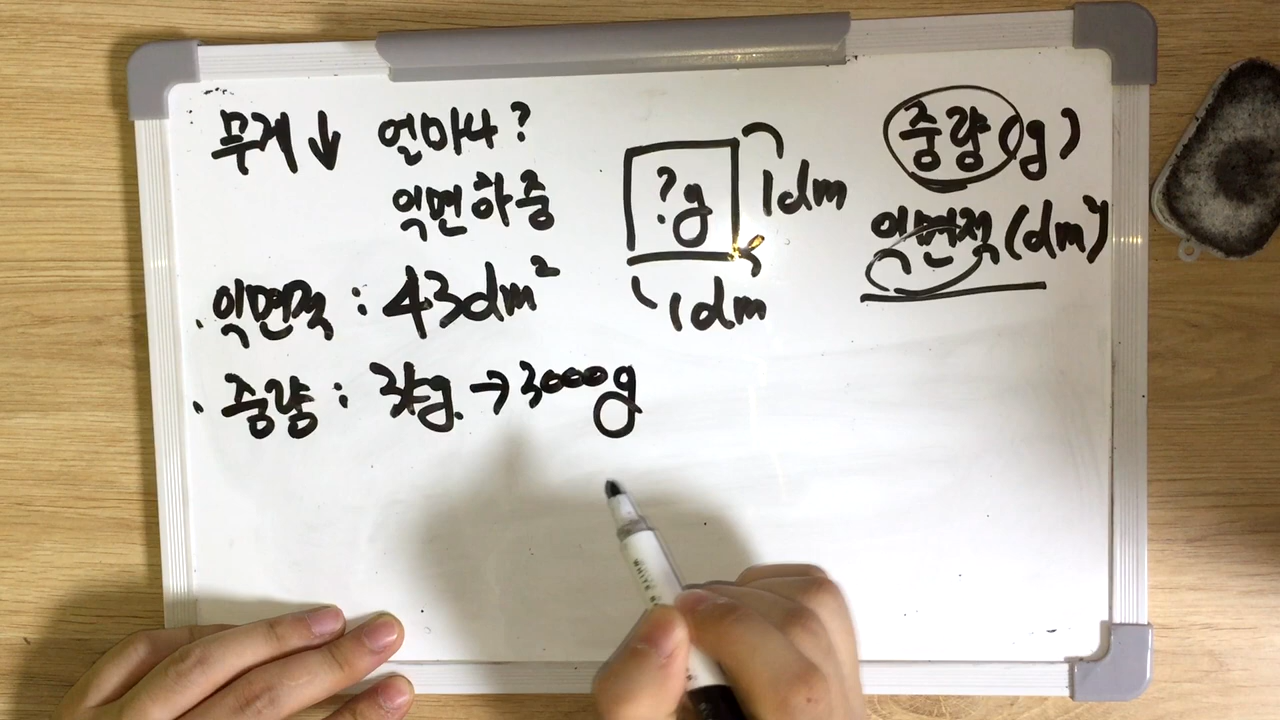 무게↓ 얼마나?
익면하중
· 익면적 : 43dm²
· 중량 : 3kg → 3000g
?g
1dm
1dm
중량(g)
익면적(dm²)
WHITE